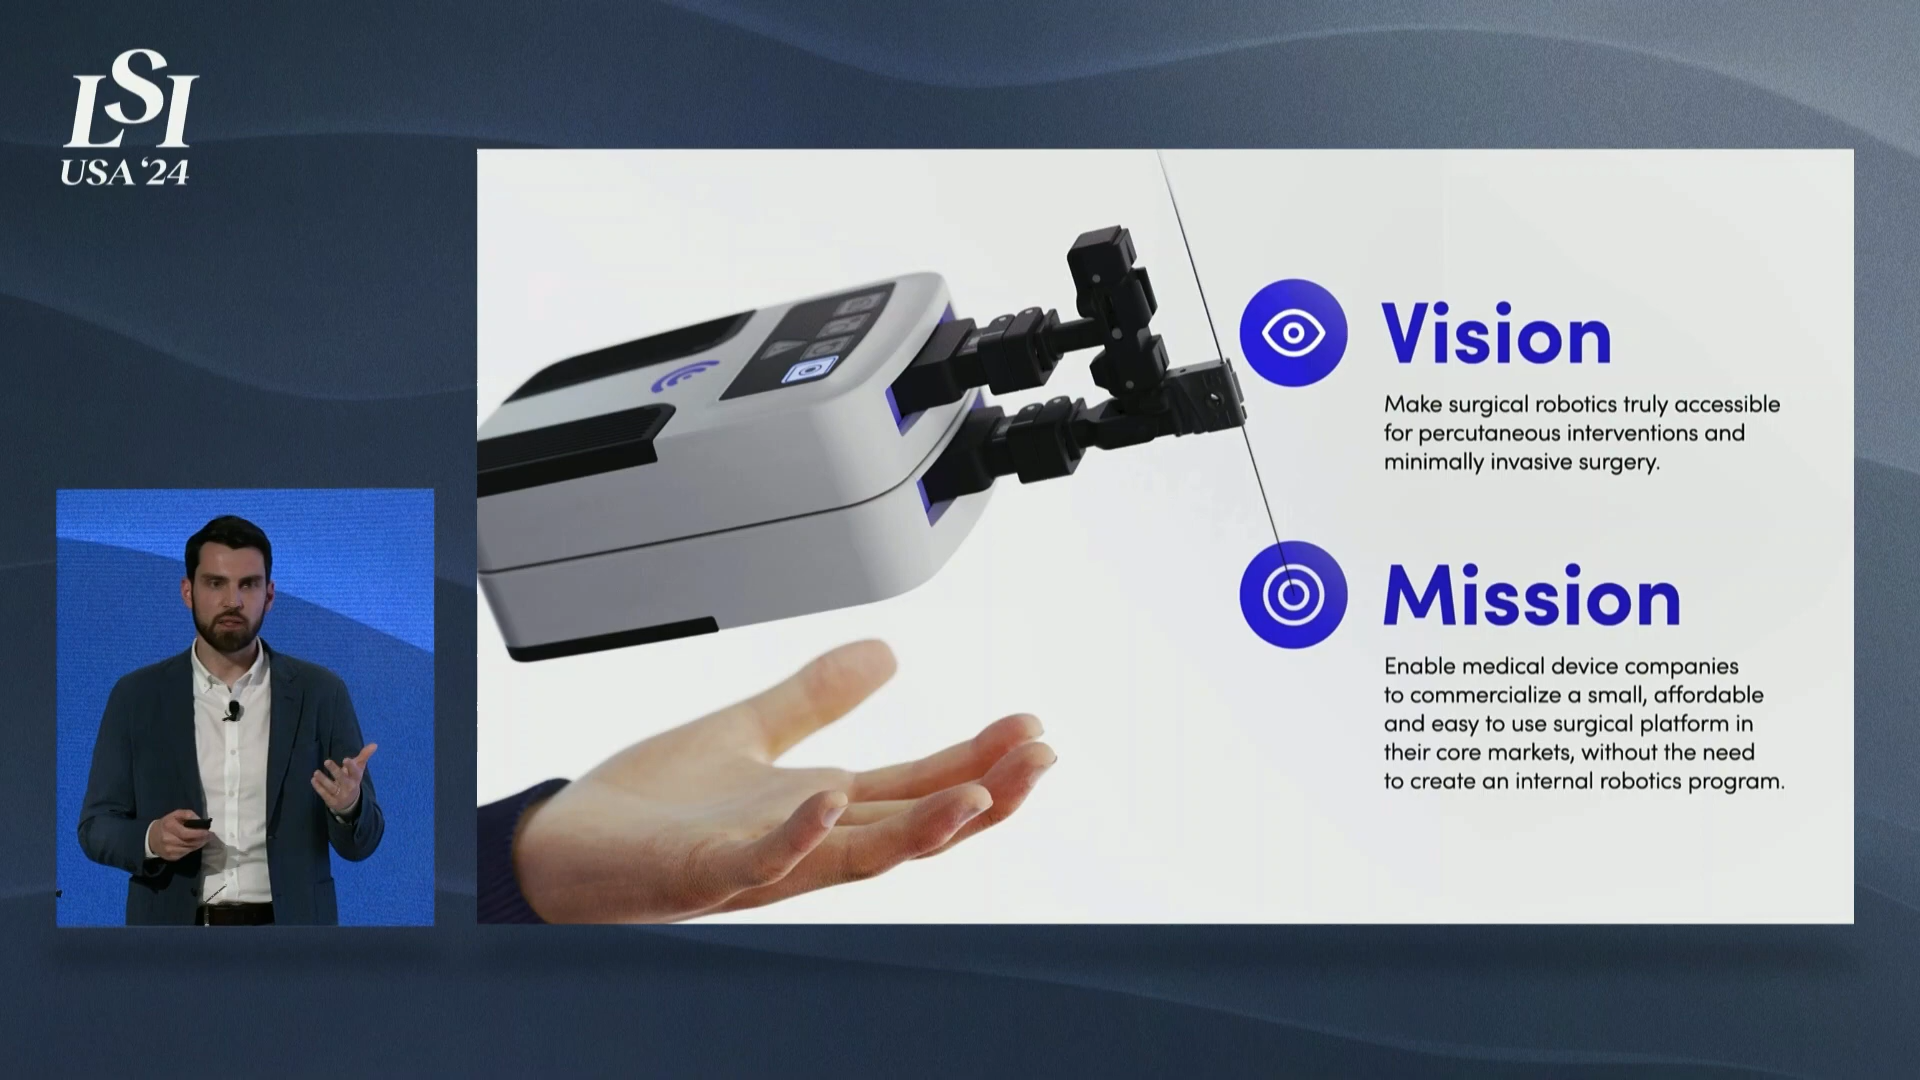 LSI
USA '24
Vision
Make surgical robotics truly accessible
for percutaneous interventions and
minimally invasive surgery.
Mission
Enable medical device companies
to commercialize a small, affordable
and easy to use surgical platform in
their core markets, without the need
to create an internal robotics program.